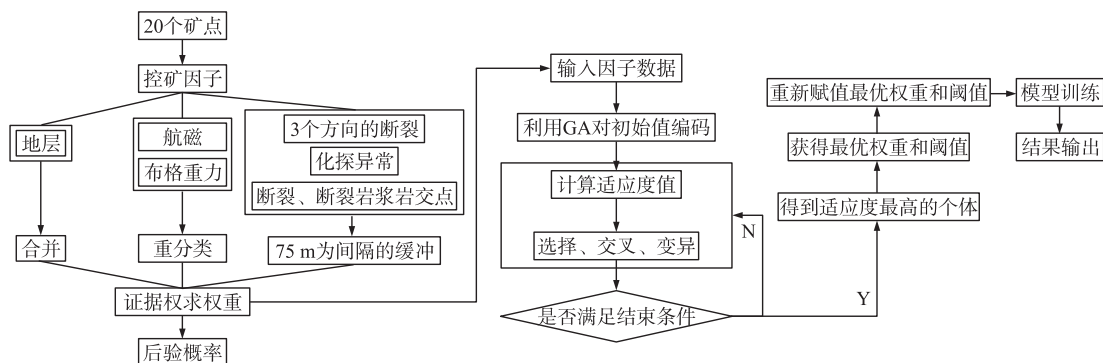 20个矿点
控矿因子
地层
航磁
布格重力
3个方向的断裂
化探异常
断裂、断裂岩浆岩交点
合并
重分类
75 m为间隔的缓冲
证据权求权重
后验概率
输入因子数据
利用GA对初始值编码
计算适应度值
选择、交叉、变异
是否满足结束条件
N
Y
得到适应度最高的个体
获得最优权重和阈值
重新赋值最优权重和阈值
模型训练
结果输出